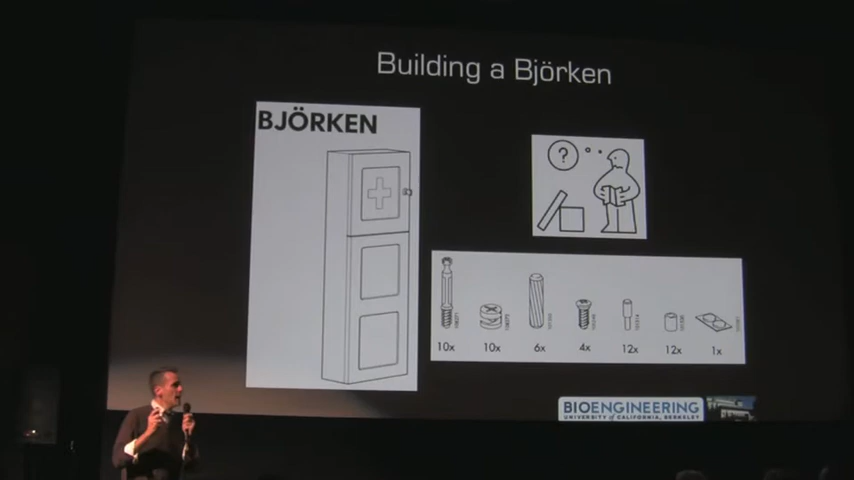 Building a Björken
BJÖRKEN
?
10x 10x 6x 4x 12x 12x 1x
BIOENGINEERING
UNIVERSITY of CALIFORNIA, BERKELEY